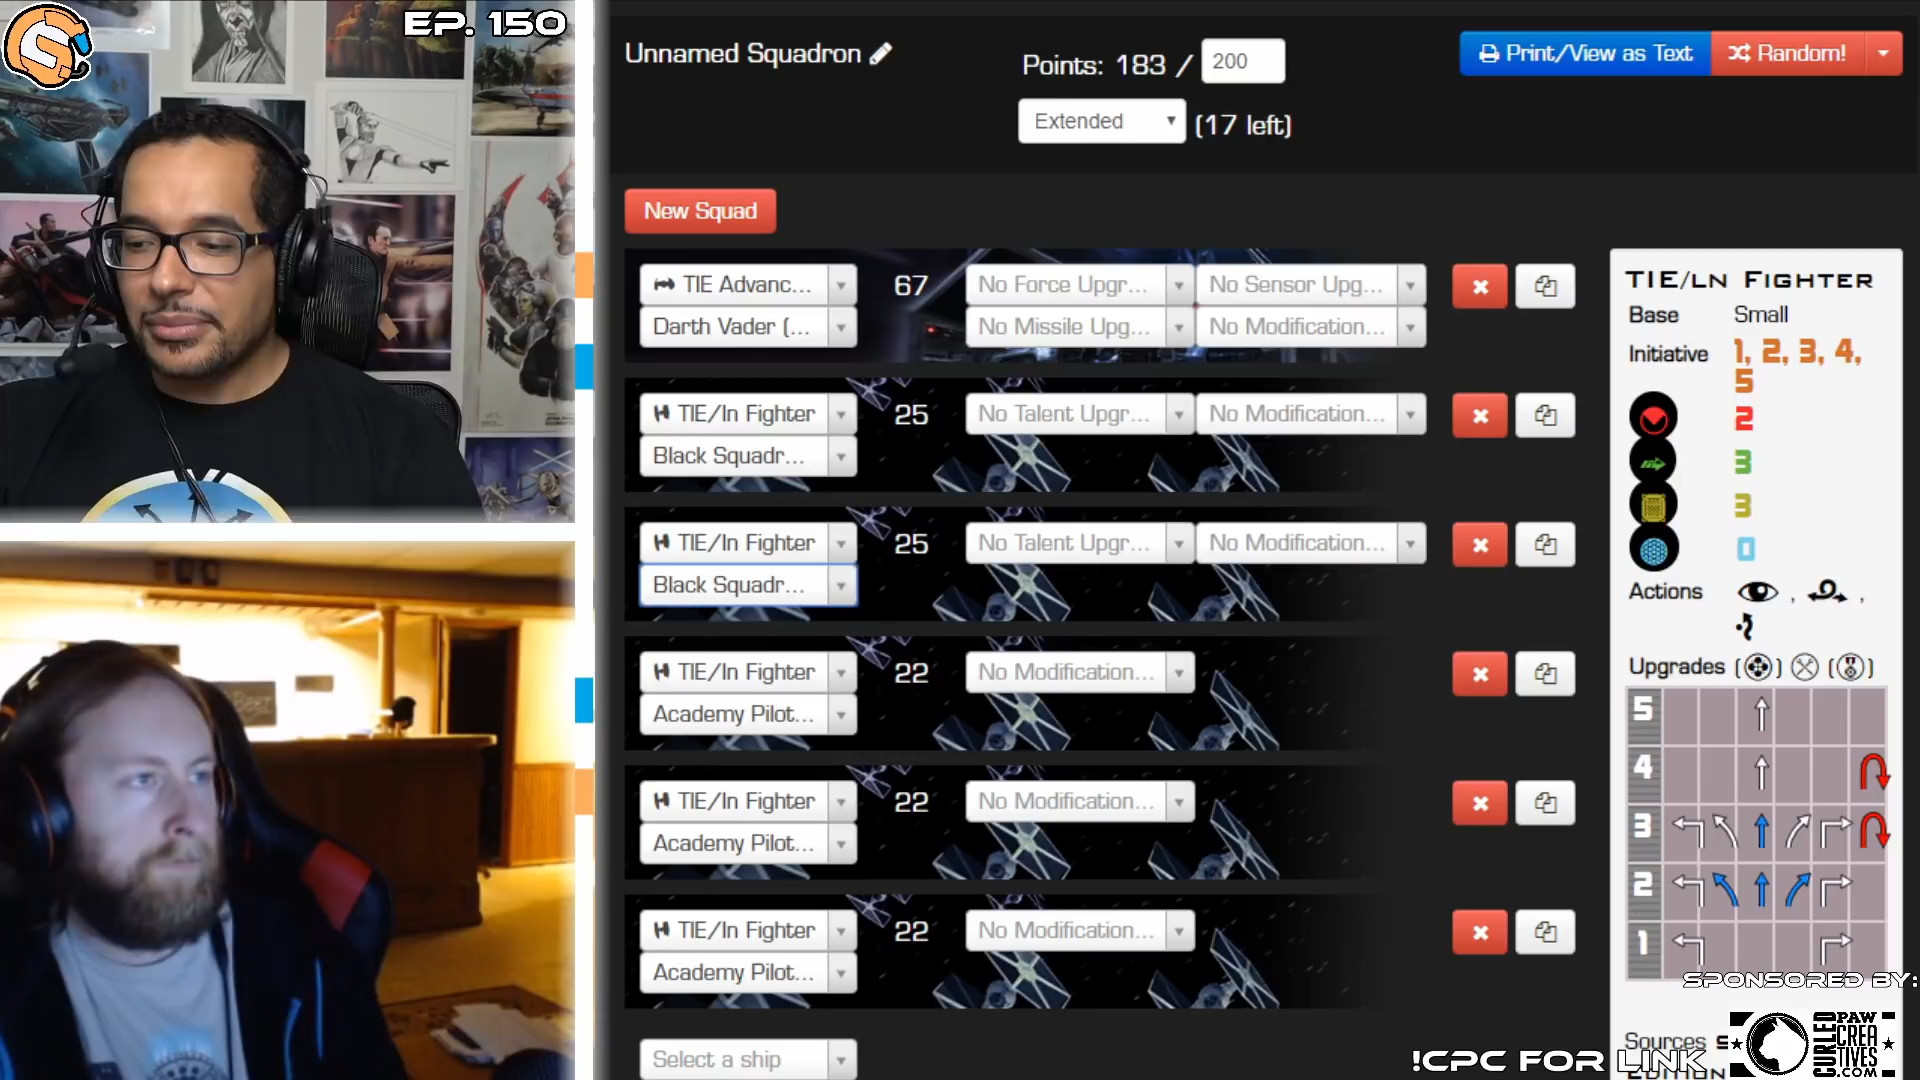 EP. 150
Unnamed Squadron
Points: 183 / 200
Extended (17 left)
Print/View as Text
Random!
New Squad
TIE Advanc... 67 No Force Upgr... No Sensor Upg...
Darth Vader (... No Missile Upg... No Modification...
TIE/ln Fighter 25 No Talent Upgr... No Modification...
Black Squadr...
TIE/ln Fighter 25 No Talent Upgr... No Modification...
Black Squadr...
TIE/ln Fighter 22 No Modification...
Academy Pilot...
TIE/ln Fighter 22 No Modification...
Academy Pilot...
TIE/ln Fighter 22 No Modification...
Academy Pilot...
Select a ship
TIE/LN FIGHTER
Base Small
Initiative 1, 2, 3, 4,
5
2
3
3
0
Actions , ,
Upgrades ( ) ( )
5
4
3
2
1
SPONSORED BY:
Sources
!CPC FOR LINK
CURLED
PAW
CREA
TIVES
.COM